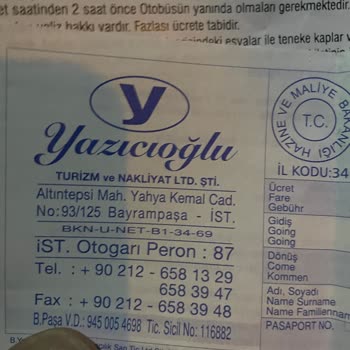 et saatinden 2 saat önce Otobüsün yanında olmaları gerekmektedir.
hakkı vardır. Fazlası ücrete tabidir.
eşyalar ile teneke kaplar
y
Yazıcıoğlu
TURİZM ve NAKLİYAT LTD. ŞTİ.
Altıntepsi Mah. Yahya Kemal Cad.
No: 93/125 Bayrampaşa - İST.
BKN-U-NET-B1-34-69
İST. Otogarı Peron : 87
Tel. : + 90 212 - 658 13 29
658 39 47
Fax : + 90 212 - 658 39 48
B.Paşa V.D.: 945 005 4698 Tic. Sicil No: 116882
HAZİNE VE MALİYE BAKANLIĞI
T.C.
İL KODU:34
Ücret
Fare
Gebühr
Gidiş
Going
Going
Dönüş
Come
Kommen
Adı, Soyadı
Name Surname
Name Familiennam
PASAPORT NO.